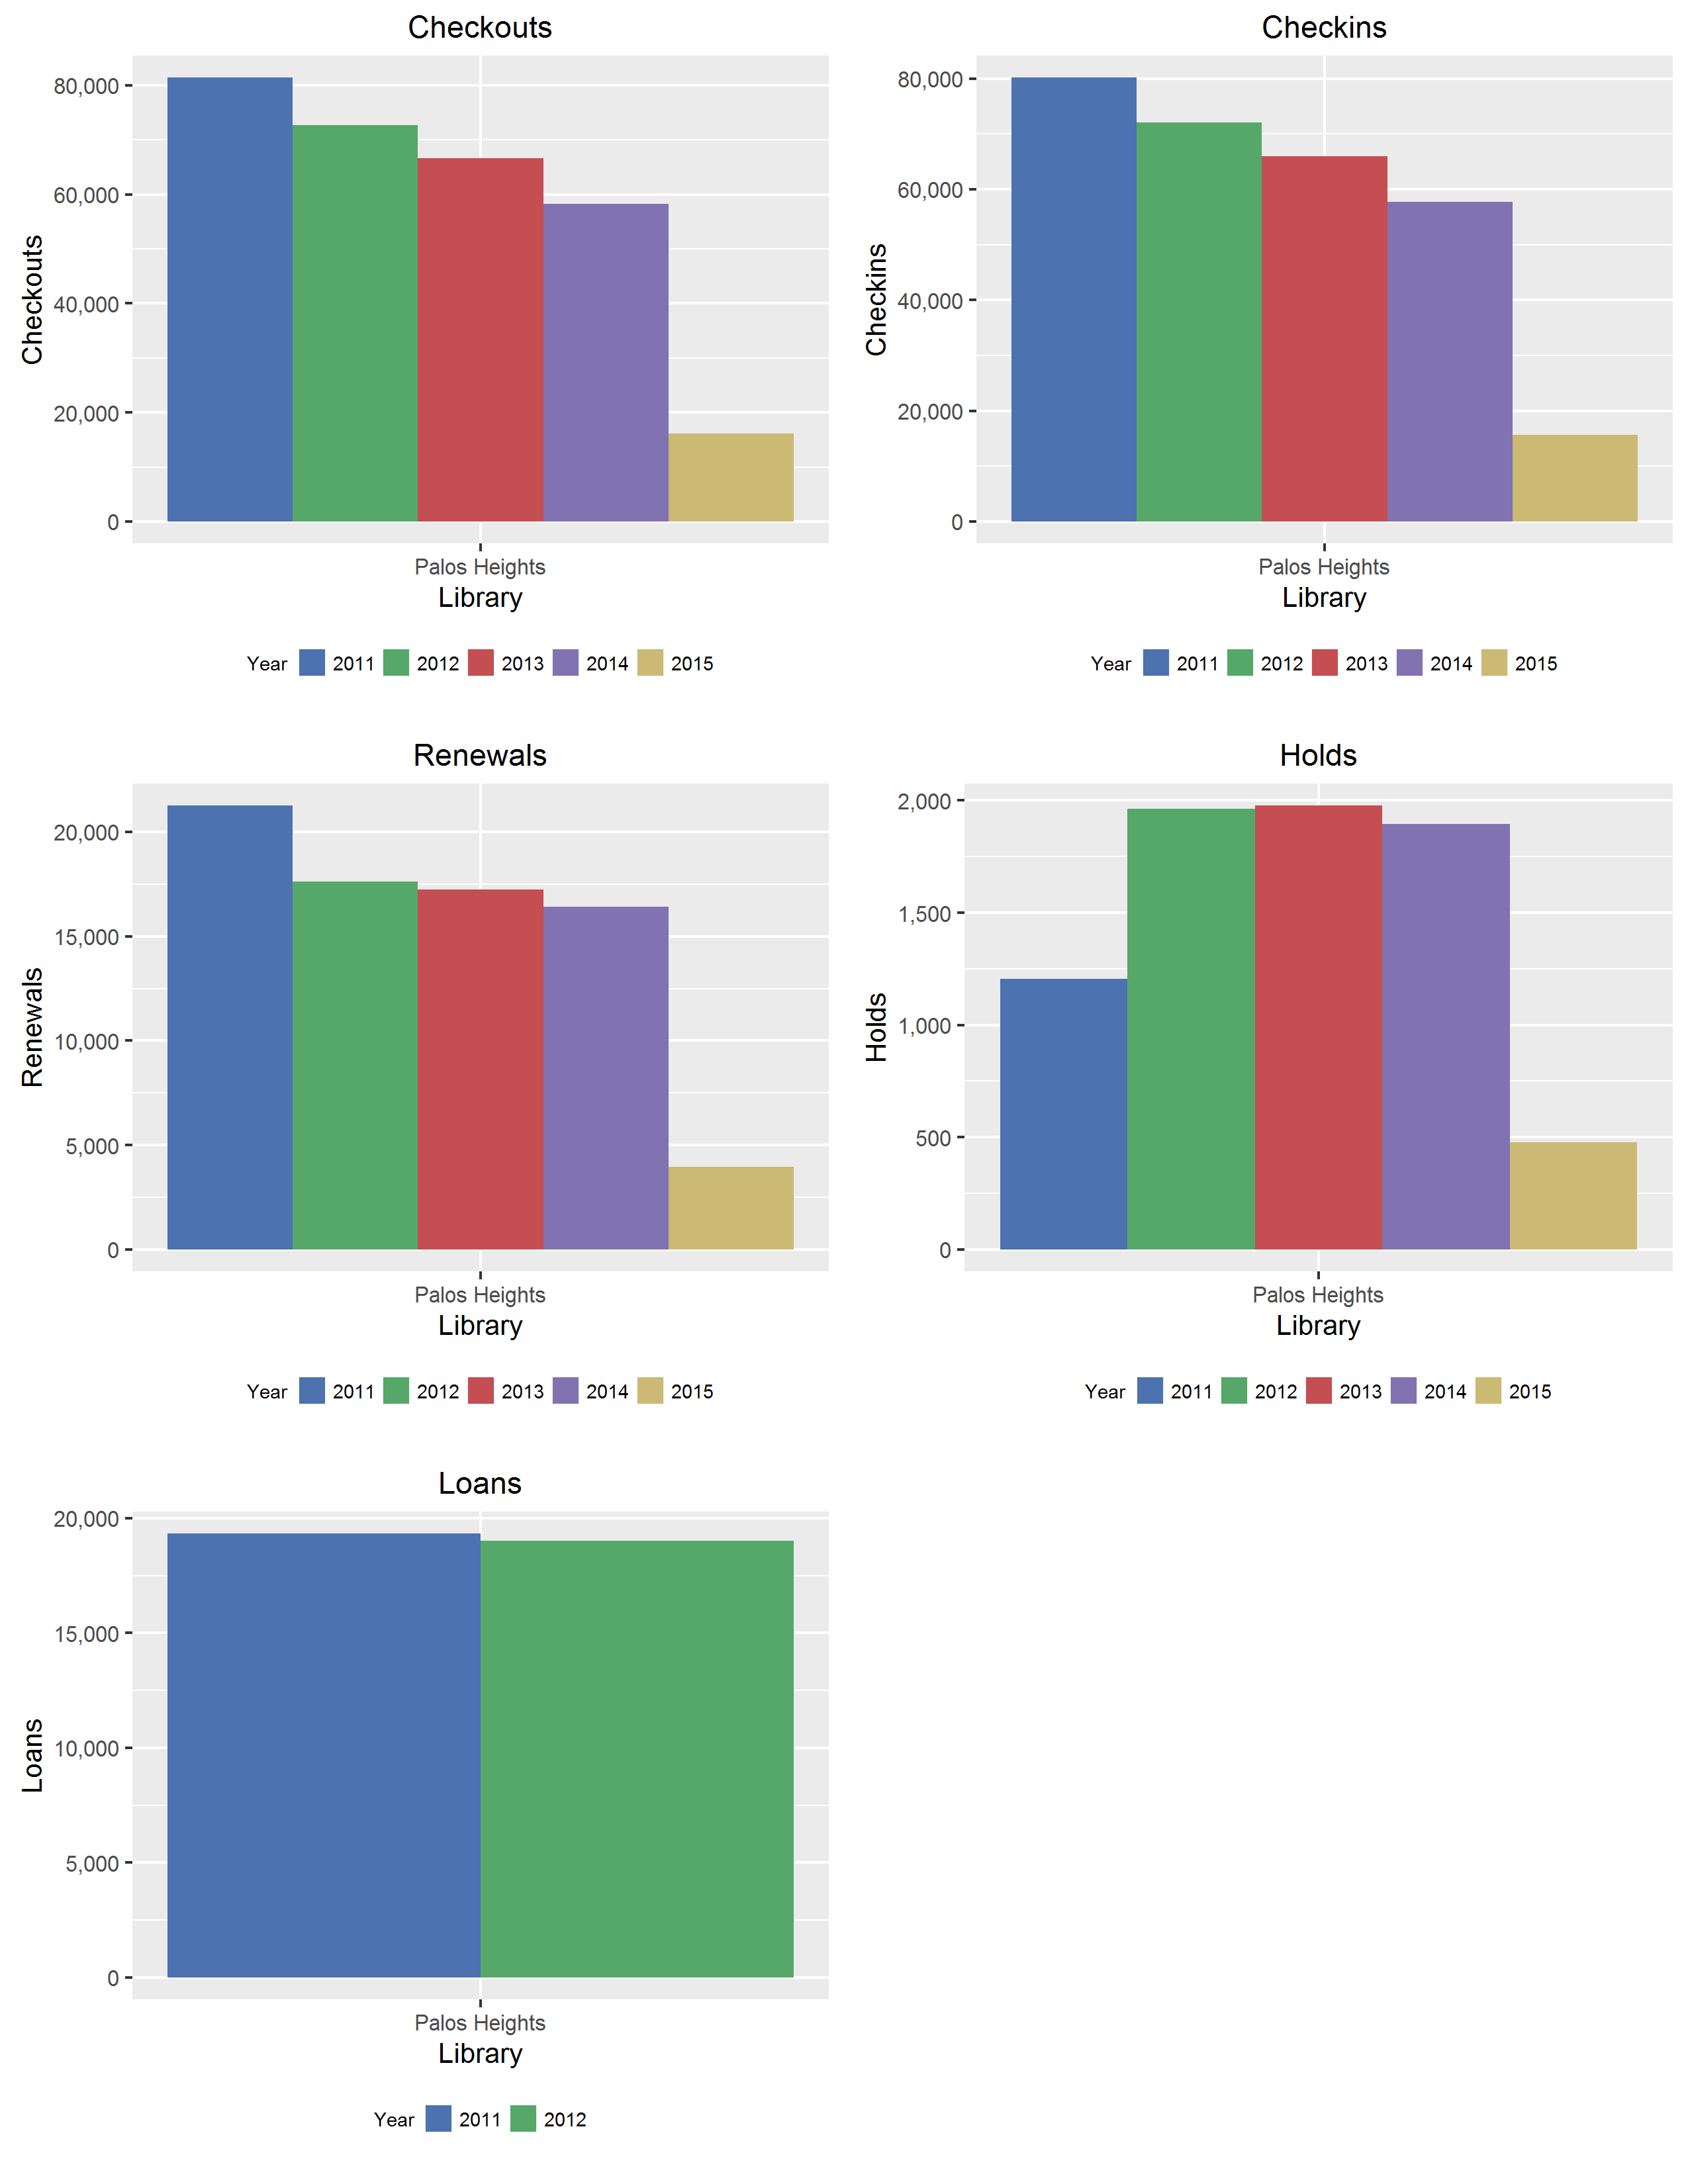 Checkouts
80,000
60,000
40,000
20,000
0
Checkouts
Palos Heights
Library
Year 2011 2012 2013 2014 2015
Checkins
80,000
60,000
40,000
20,000
0
Checkins
Palos Heights
Library
Year 2011 2012 2013 2014 2015
Renewals
20,000
15,000
10,000
5,000
0
Renewals
Palos Heights
Library
Year 2011 2012 2013 2014 2015
Holds
2,000
1,500
1,000
500
0
Holds
Palos Heights
Library
Year 2011 2012 2013 2014 2015
Loans
20,000
15,000
10,000
5,000
0
Loans
Palos Heights
Library
Year 2011 2012